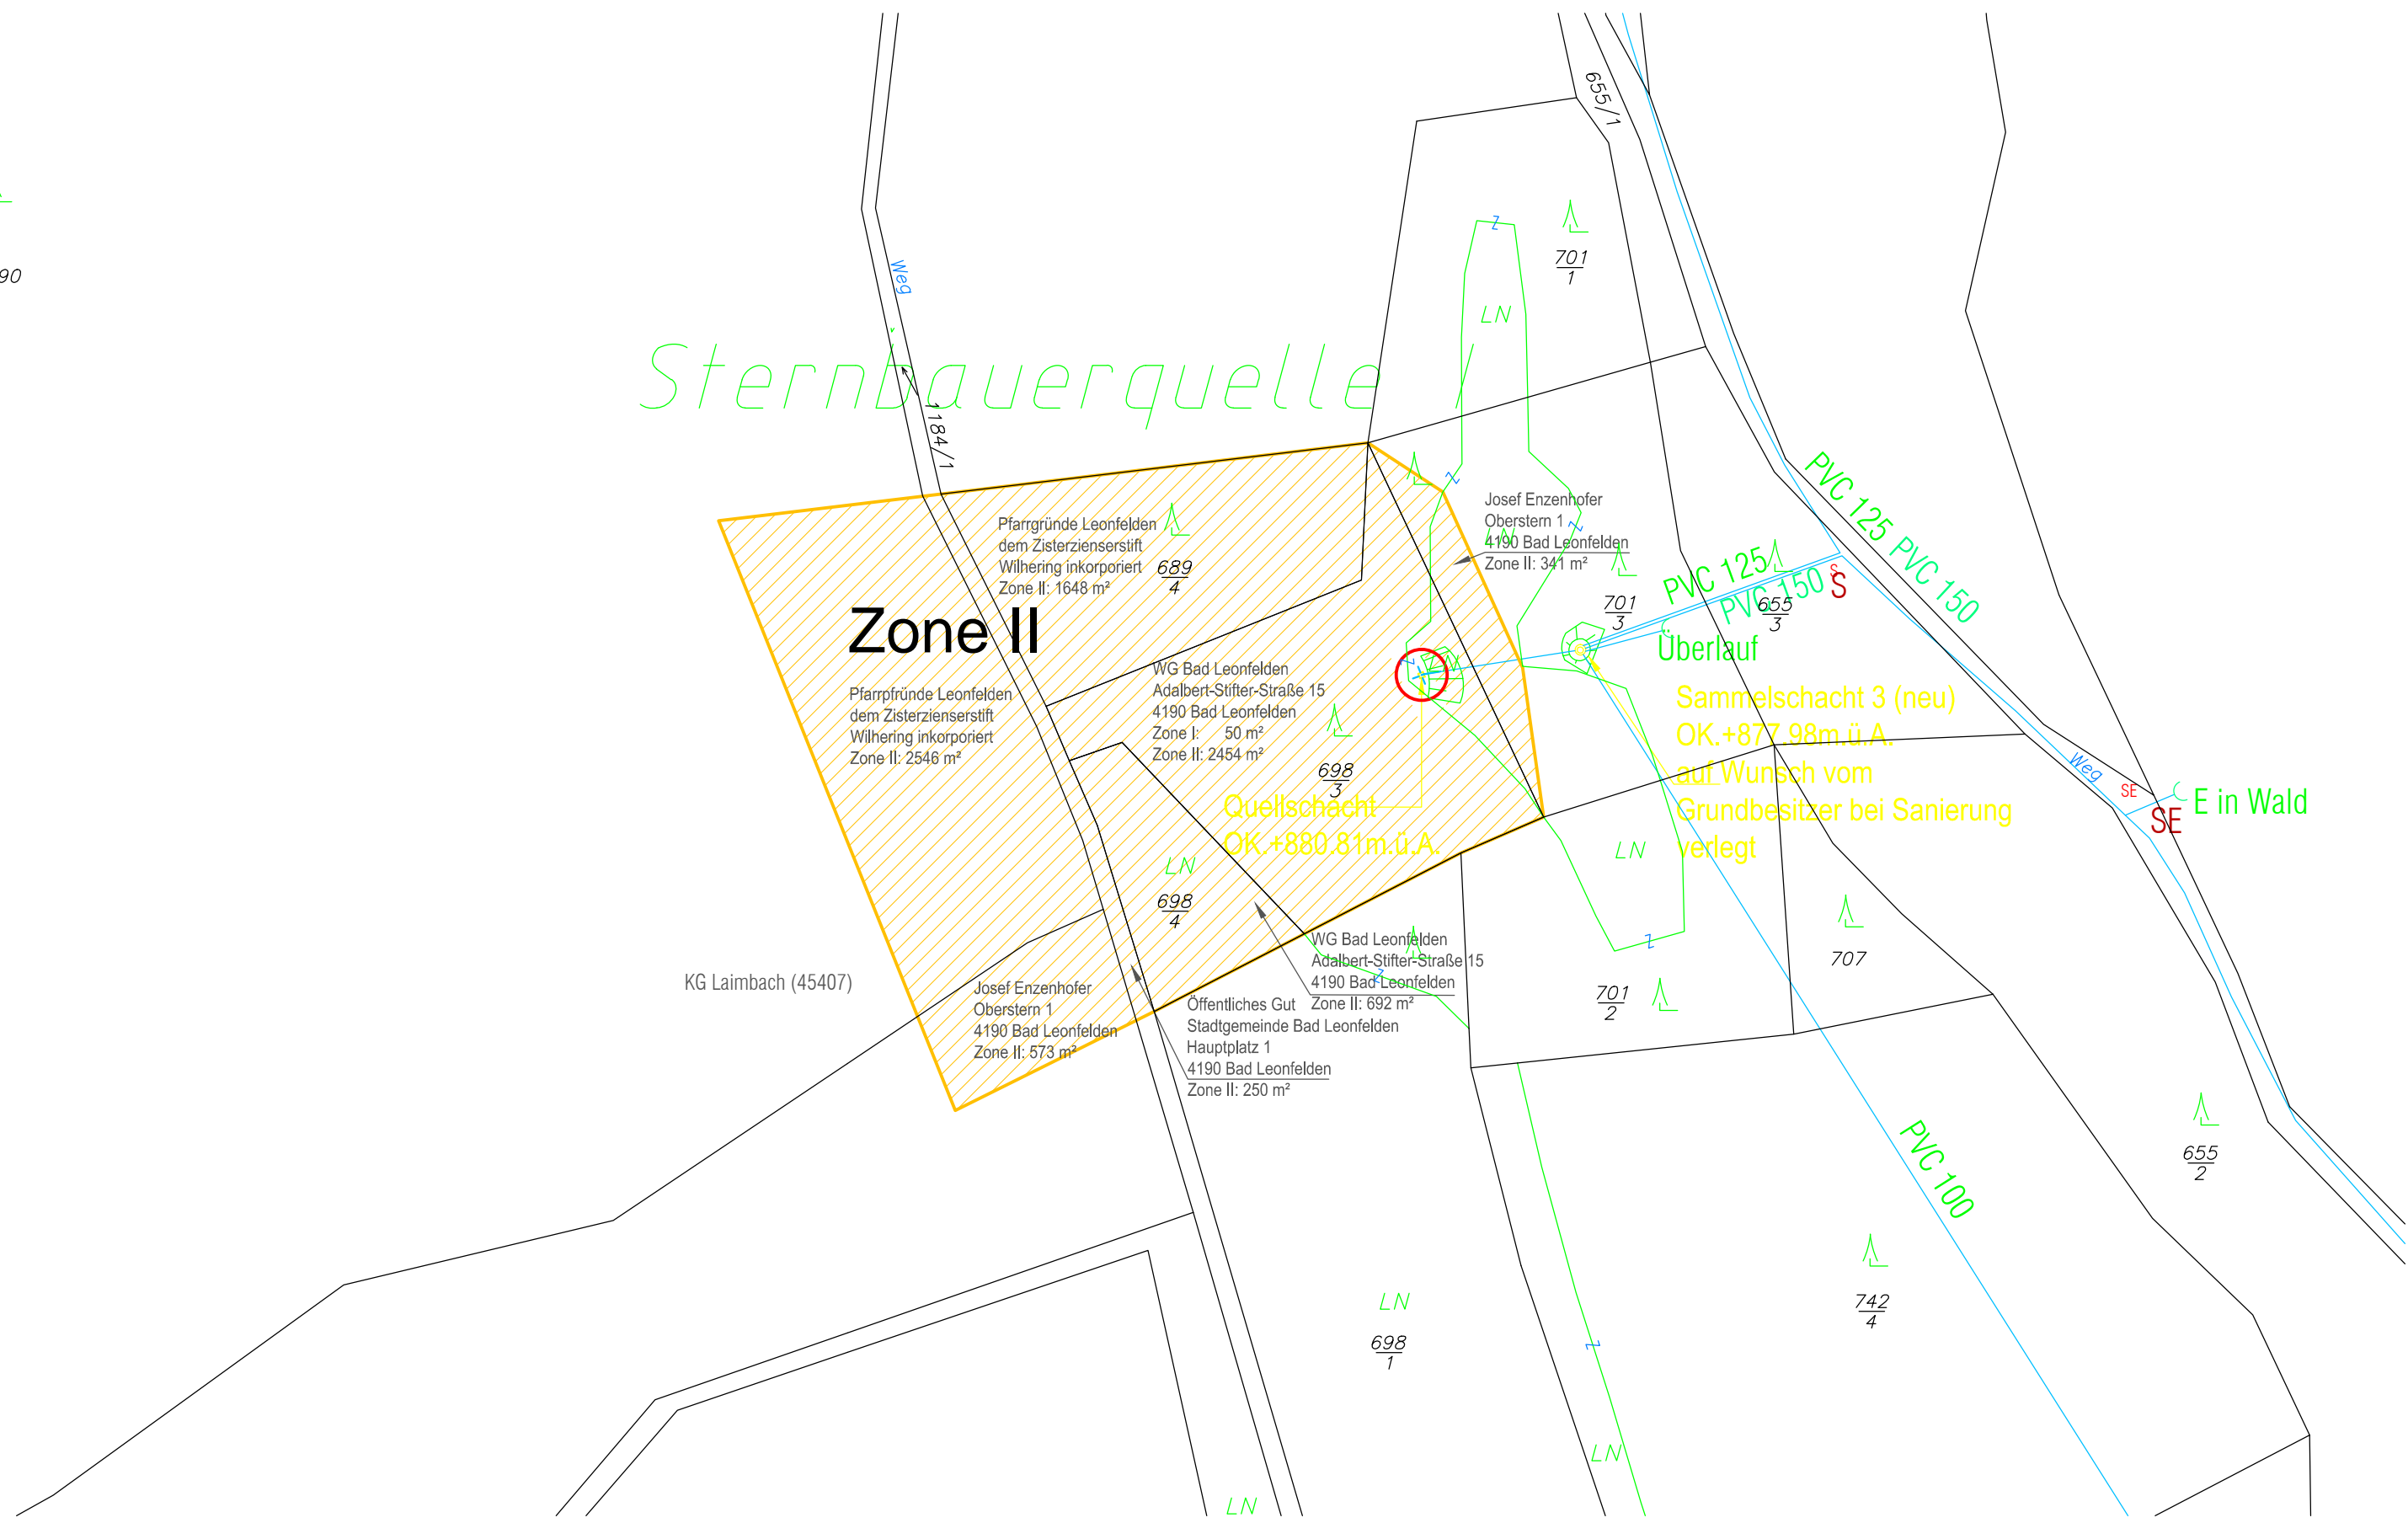 655/1
701
1
Z
LN
Weg
90
Sternbauerquelle I
1184/1
Z
Josef Enzenhofer
Oberstern 1
4190 Bad Leonfelden
Zone II: 341 m²
LN
Z
PVC 125
PVC 150
Pfarrgründe Leonfelden
dem Zisterzienserstift
Wilhering inkorporiert
Zone II: 1648 m²
689
4
PVC 125
PVC 150
S
S
701
3
655
3
Zone II
Überlauf
Pfarrpfründe Leonfelden
dem Zisterzienserstift
Wilhering inkorporiert
Zone II: 2546 m²
WG Bad Leonfelden
Adalbert-Stifter-Straße 15
4190 Bad Leonfelden
Zone I: 50 m²
Zone II: 2454 m²
Z
LN
698
3
Sammelschacht 3 (neu)
OK.+877.98m.ü.A.
auf Wunsch vom
Grundbesitzer bei Sanierung
verlegt
Weg
SE
SE
E in Wald
Quellschacht
OK.+880.81m.ü.A.
LN
LN
698
4
707
WG Bad Leonfelden
Adalbert-Stifter-Straße 15
4190 Bad Leonfelden
Zone II: 692 m²
Z
Z
701
2
KG Laimbach (45407)
Josef Enzenhofer
Oberstern 1
4190 Bad Leonfelden
Zone II: 573 m²
Öffentliches Gut
Stadtgemeinde Bad Leonfelden
Hauptplatz 1
4190 Bad Leonfelden
Zone II: 250 m²
PVC 100
655
2
LN
698
1
742
4
Z
LN
LN